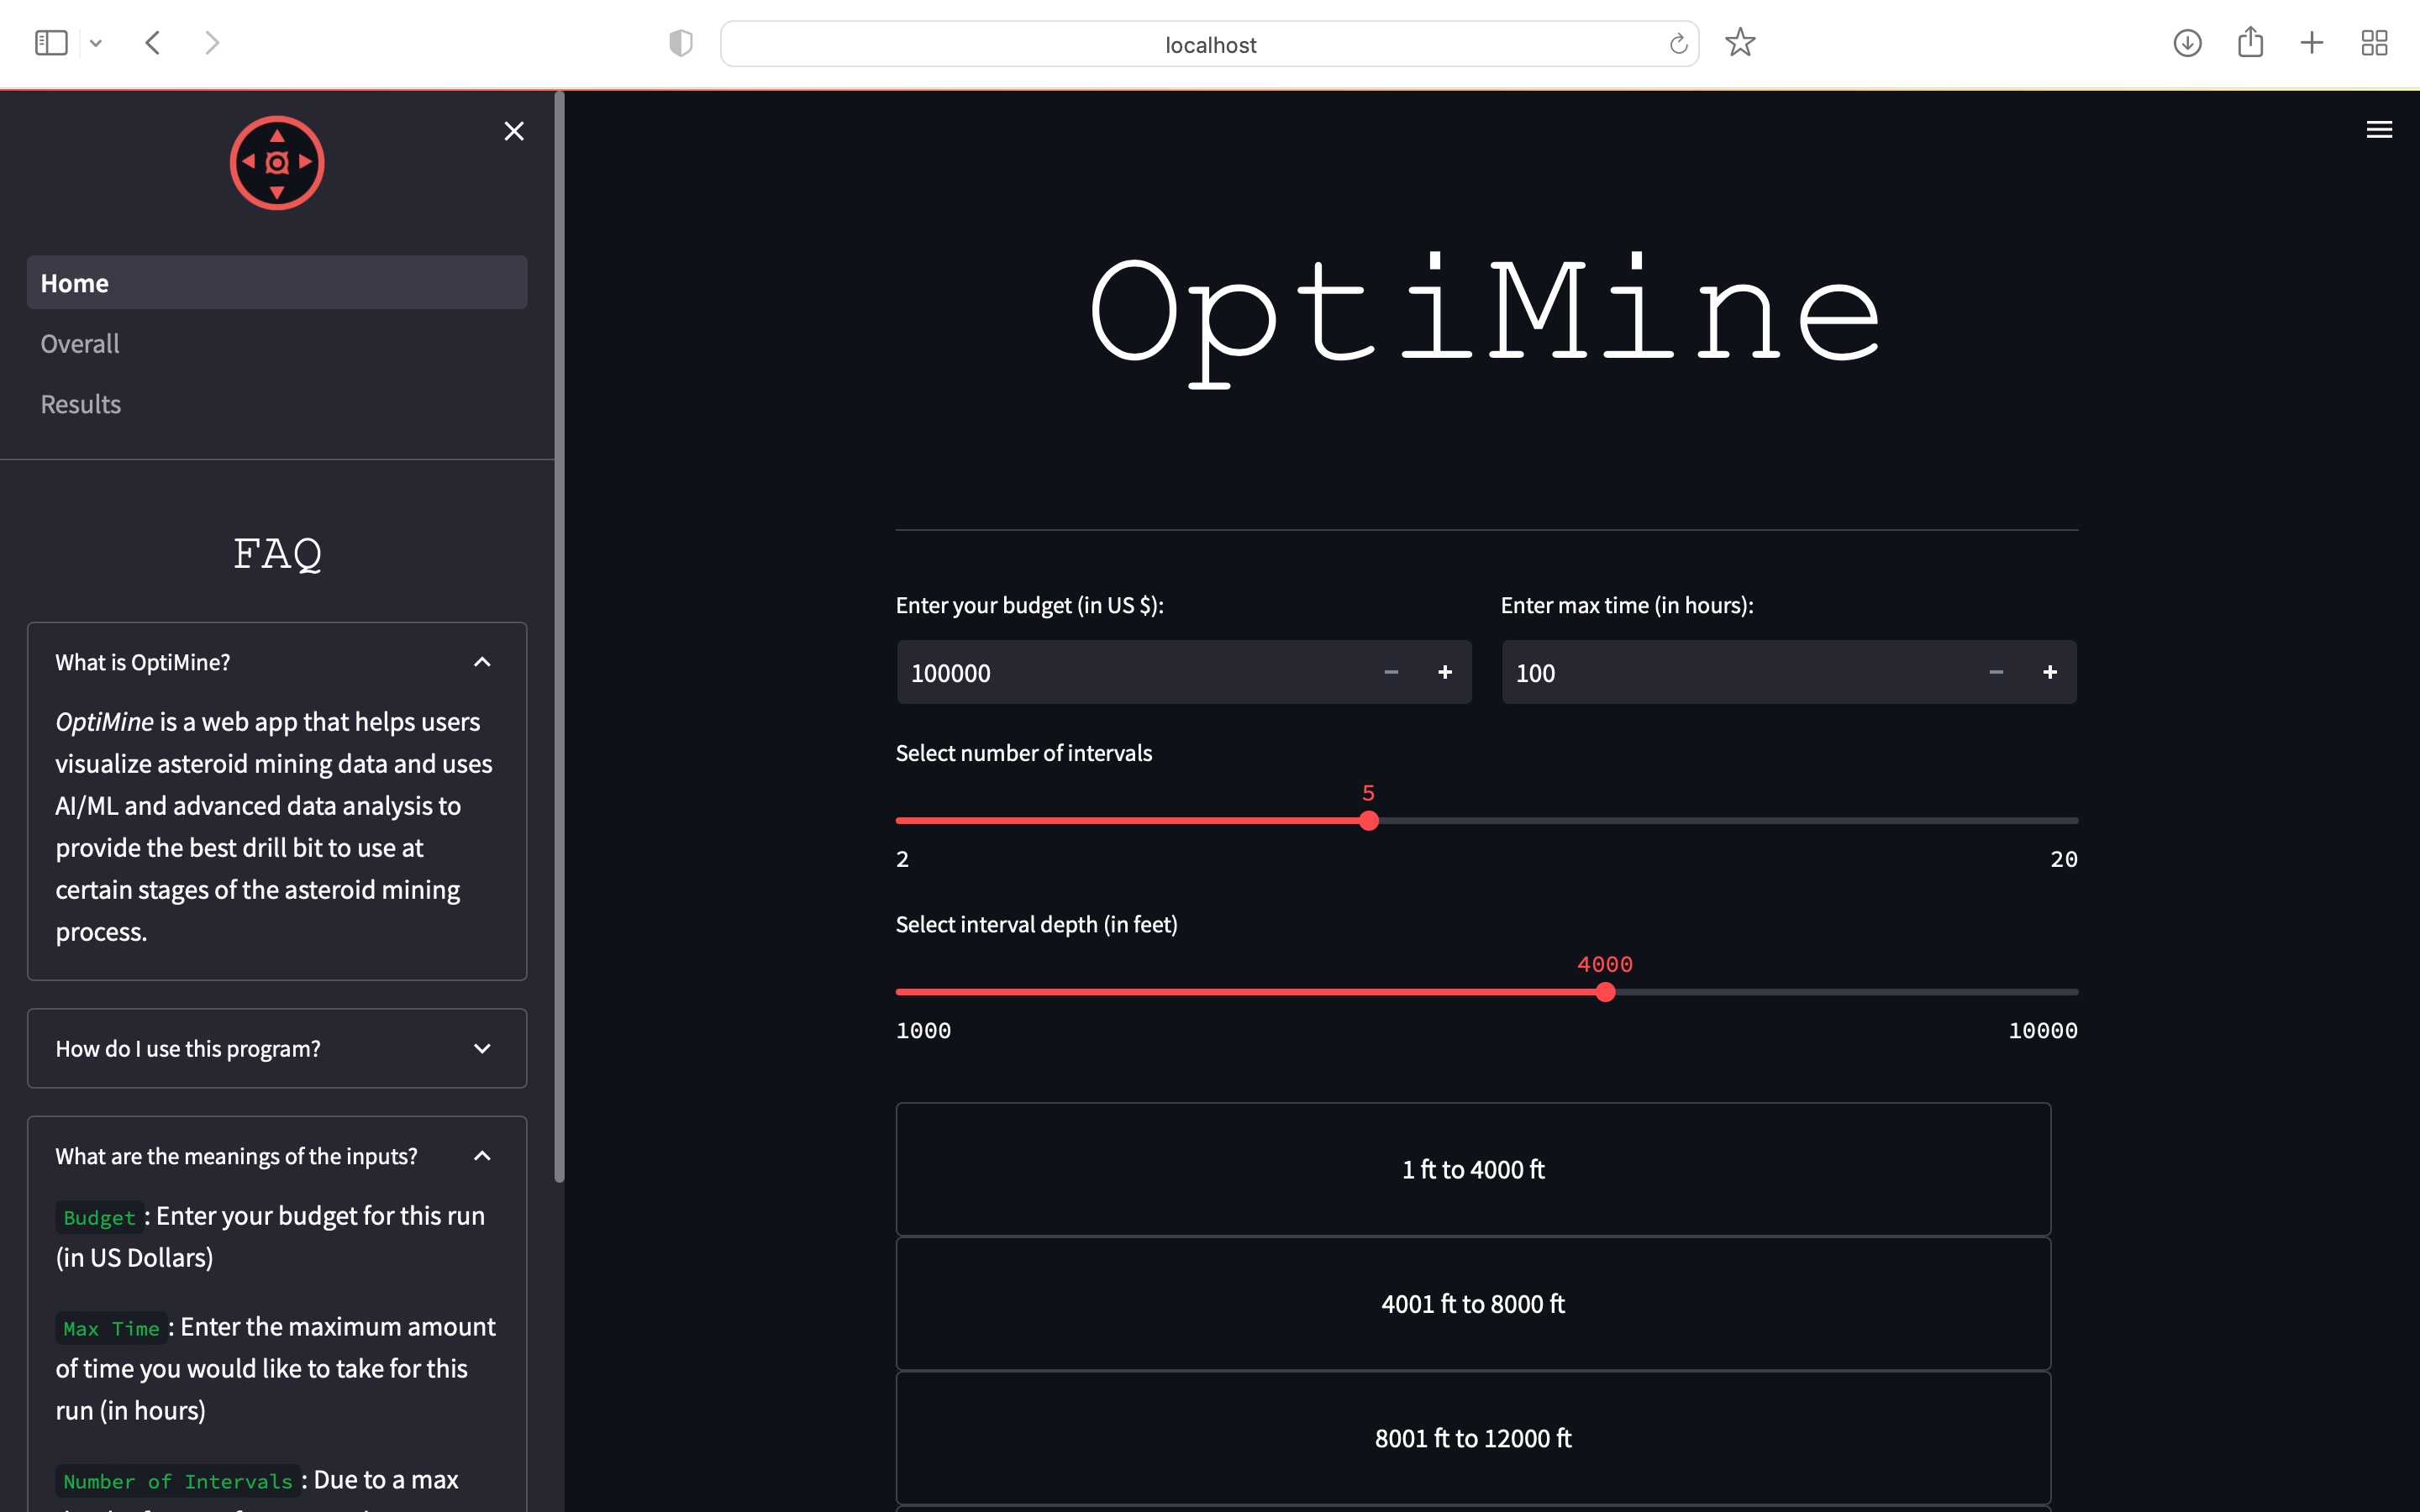 localhost
Home
Overall
Results
FAQ
What is OptiMine?
OptiMine is a web app that helps users
visualize asteroid mining data and uses
AI/ML and advanced data analysis to
provide the best drill bit to use at
certain stages of the asteroid mining
process.
How do I use this program?
What are the meanings of the inputs?
Budget : Enter your budget for this run
(in US Dollars)
Max Time : Enter the maximum amount
of time you would like to take for this
run (in hours)
Number of Intervals : Due to a max
OptiMine
Enter your budget (in US $):
100000
Enter max time (in hours):
100
Select number of intervals
5
2
20
Select interval depth (in feet)
4000
1000
10000
1 ft to 4000 ft
4001 ft to 8000 ft
8001 ft to 12000 ft